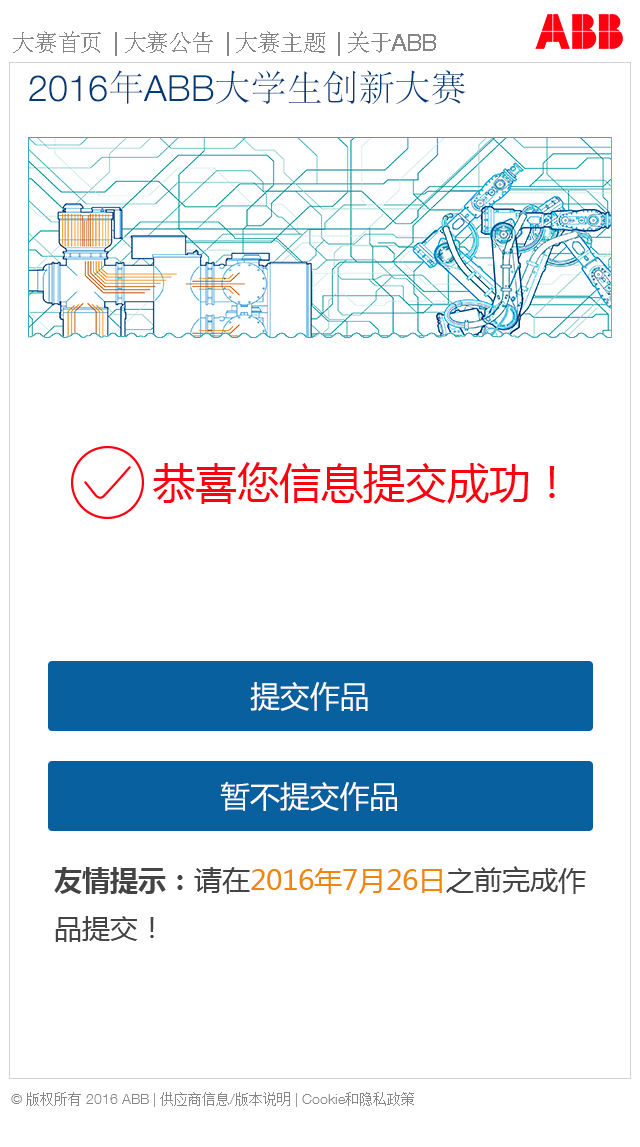 大赛首页 | 大赛公告 | 大赛主题 | 关于ABB
ABB
2016年ABB大学生创新大赛
恭喜您信息提交成功！
提交作品
暂不提交作品
友情提示：请在2016年7月26日之前完成作
品提交！
© 版权所有 2016 ABB | 供应商信息/版本说明 | Cookie和隐私政策